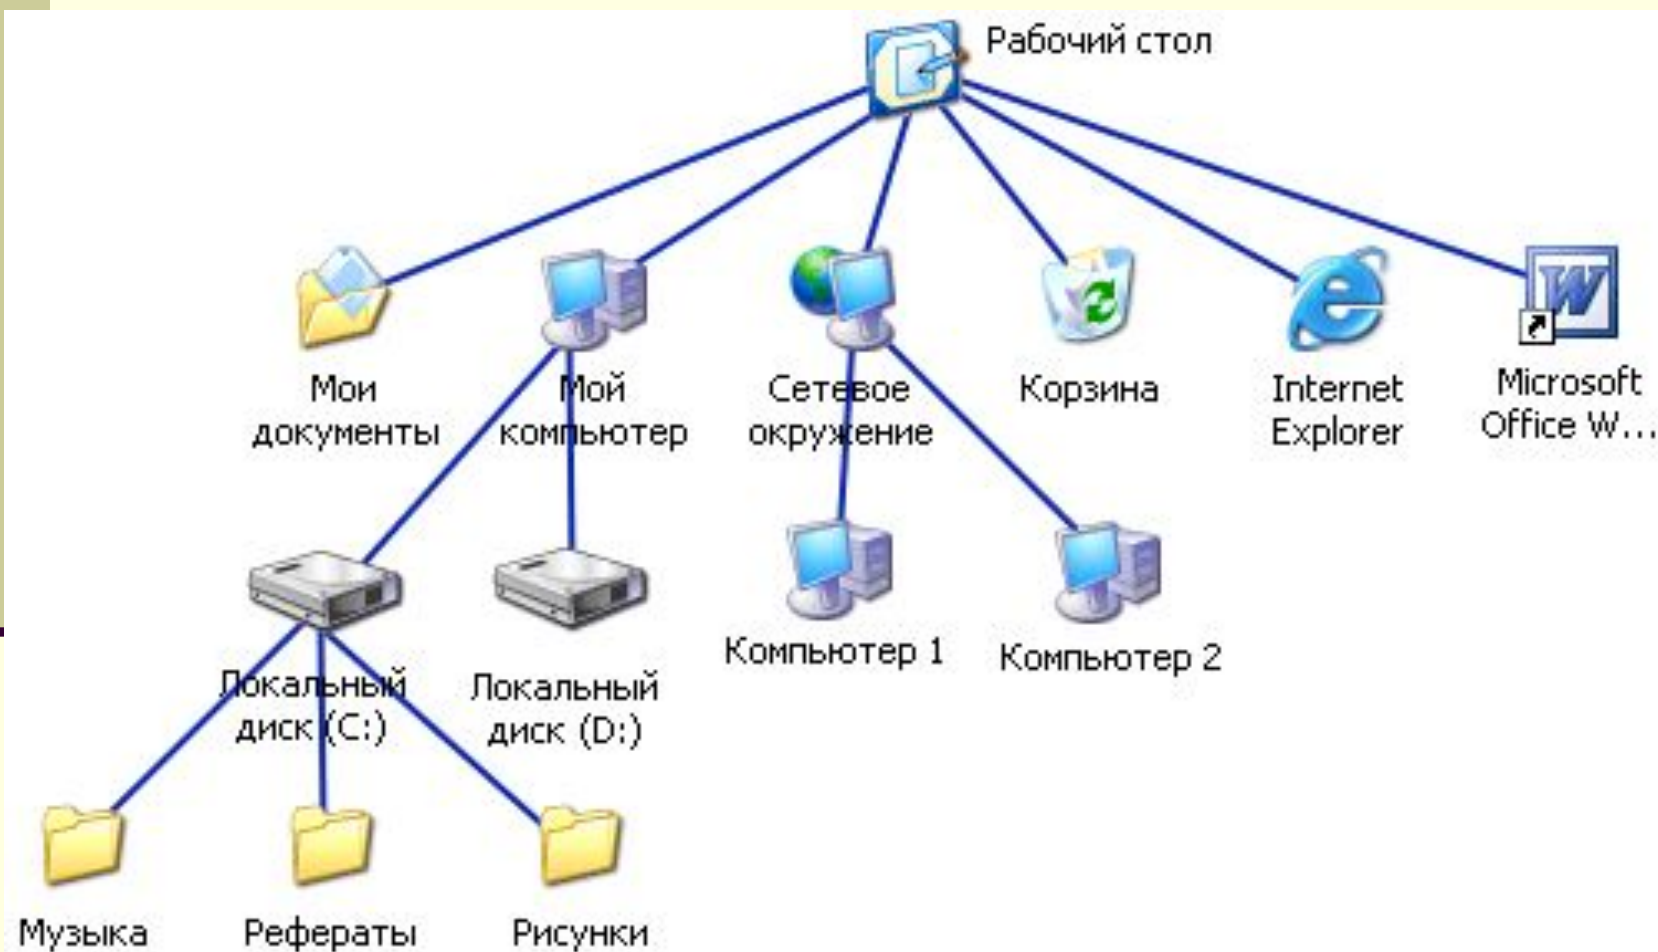 Рабочий стол
Мои
документы
Мой
компьютер
Сетевое
окружение
Корзина
Internet
Explorer
Microsoft
Office W...
Компьютер 1
Компьютер 2
Локальный
диск (C:)
Локальный
диск (D:)
Музыка
Рефераты
Рисунки